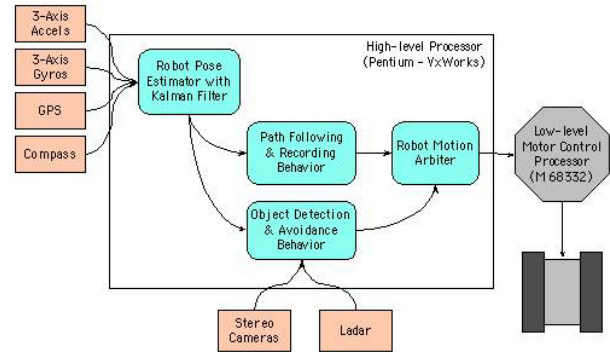 3-Axis
Accels
3-Axis
Gyros
GPS
Compass
High-level Processor
(Pentium - VxWorks)
Robot Pose
Estimator with
Kalman Filter
Path Following
& Recording
Behavior
Robot Motion
Arbiter
Low-level
Motor Control
Processor
(M 68332)
Object Detection
& Avoidance
Behavior
Stereo
Cameras
Ladar